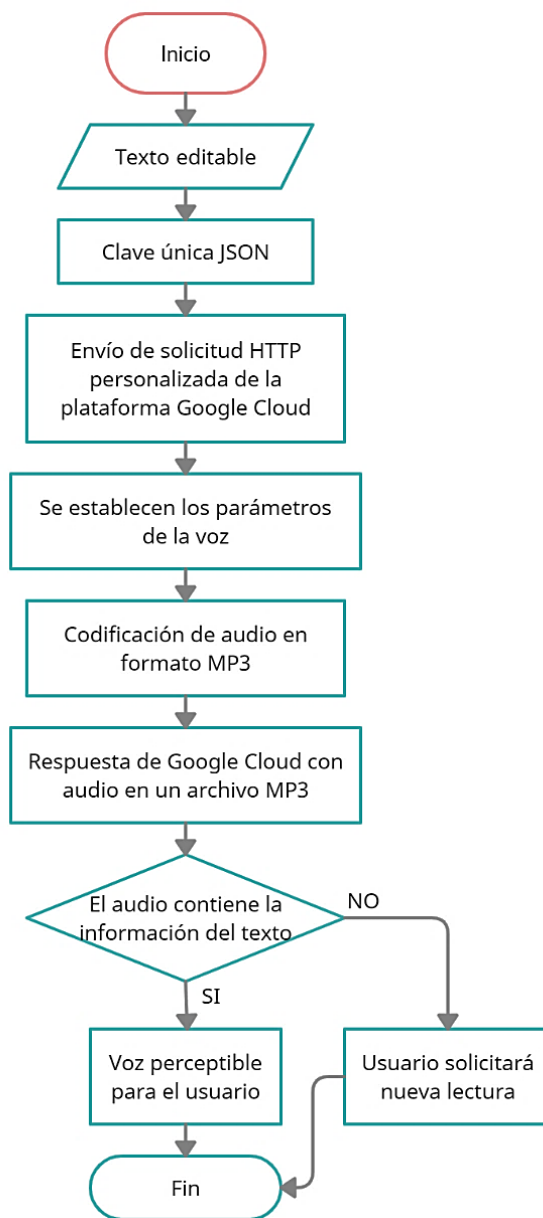 Inicio
Texto editable
Clave única JSON
Envío de solicitud HTTP
personalizada de la
plataforma Google Cloud
Se establecen los parámetros
de la voz
Codificación de audio en
formato MP3
Respuesta de Google Cloud con
audio en un archivo MP3
El audio contiene la
información del texto
NO
SI
Voz perceptible
para el usuario
Usuario solicitará
nueva lectura
Fin